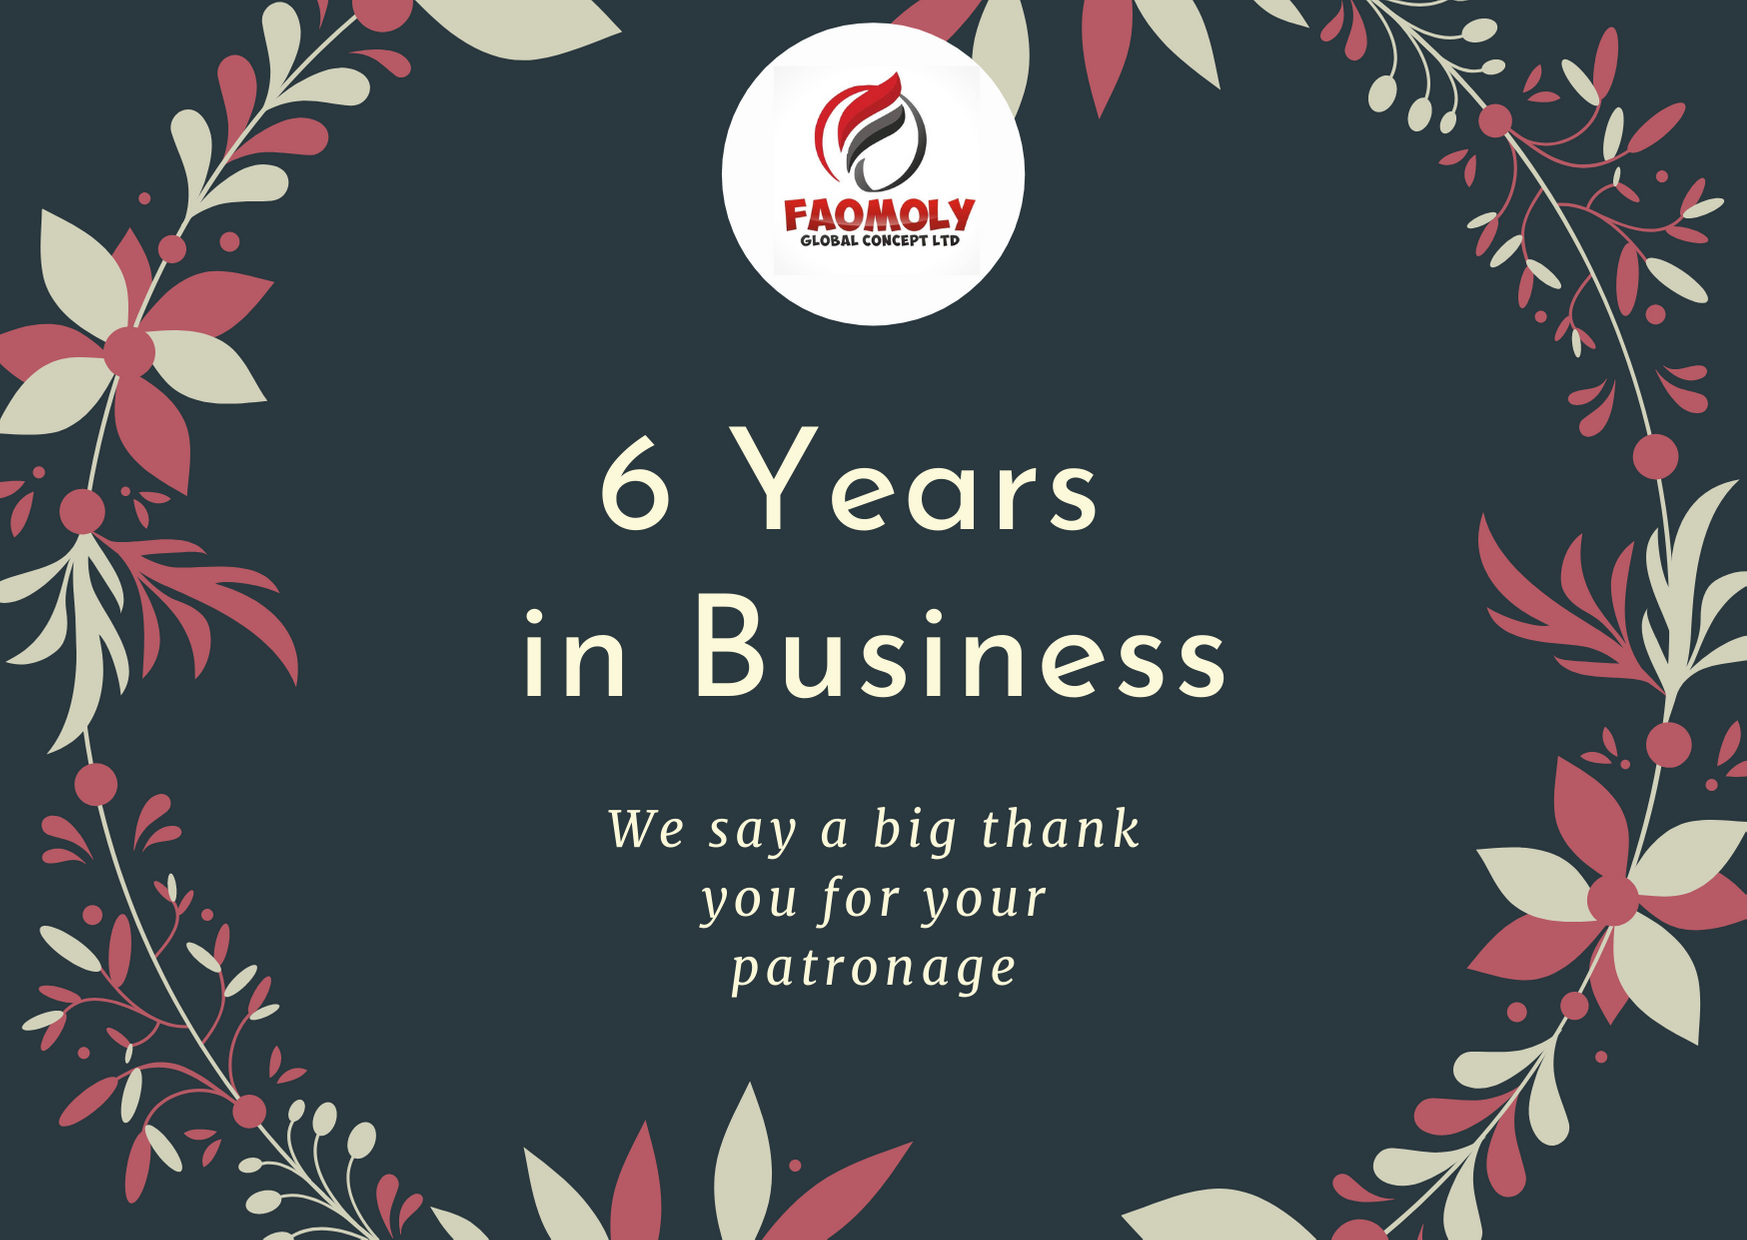 FAOMOLY
GLOBAL CONCEPT LTD
6 Years
in Business
We say a big thank
you for your
patronage